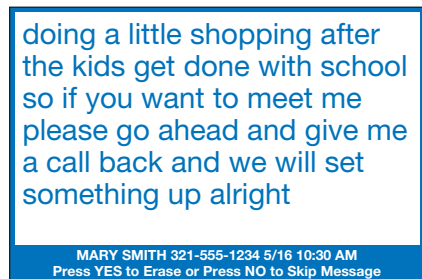 doing a little shopping after
the kids get done with school
so if you want to meet me
please go ahead and give me
a call back and we will set
something up alright
MARY SMITH 321-555-1234 5/16 10:30 AM
Press YES to Erase or Press NO to Skip Message